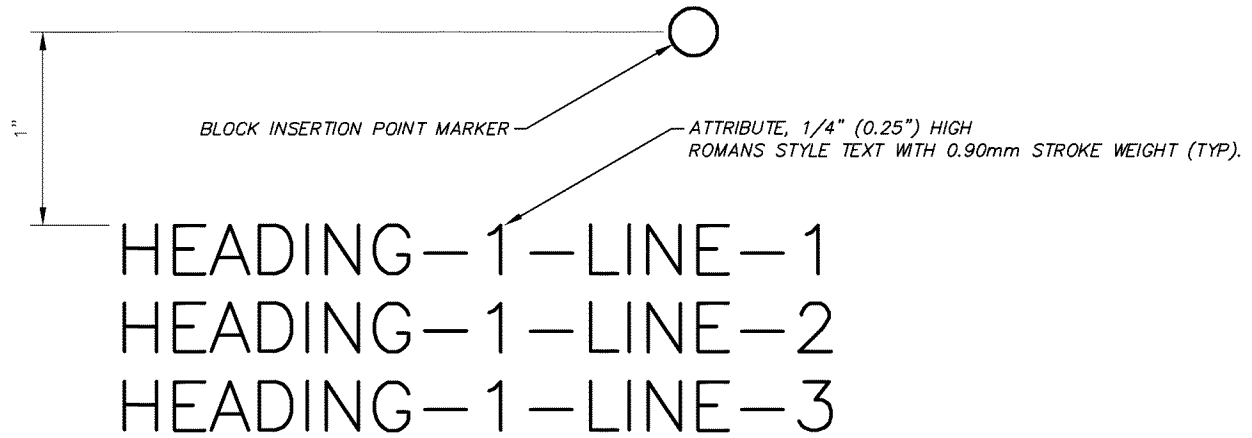 1"
BLOCK INSERTION POINT MARKER
ATTRIBUTE, 1/4" (0.25") HIGH
ROMANS STYLE TEXT WITH 0.90mm STROKE WEIGHT (TYP).
HEADING-1-LINE-1
HEADING-1-LINE-2
HEADING-1-LINE-3